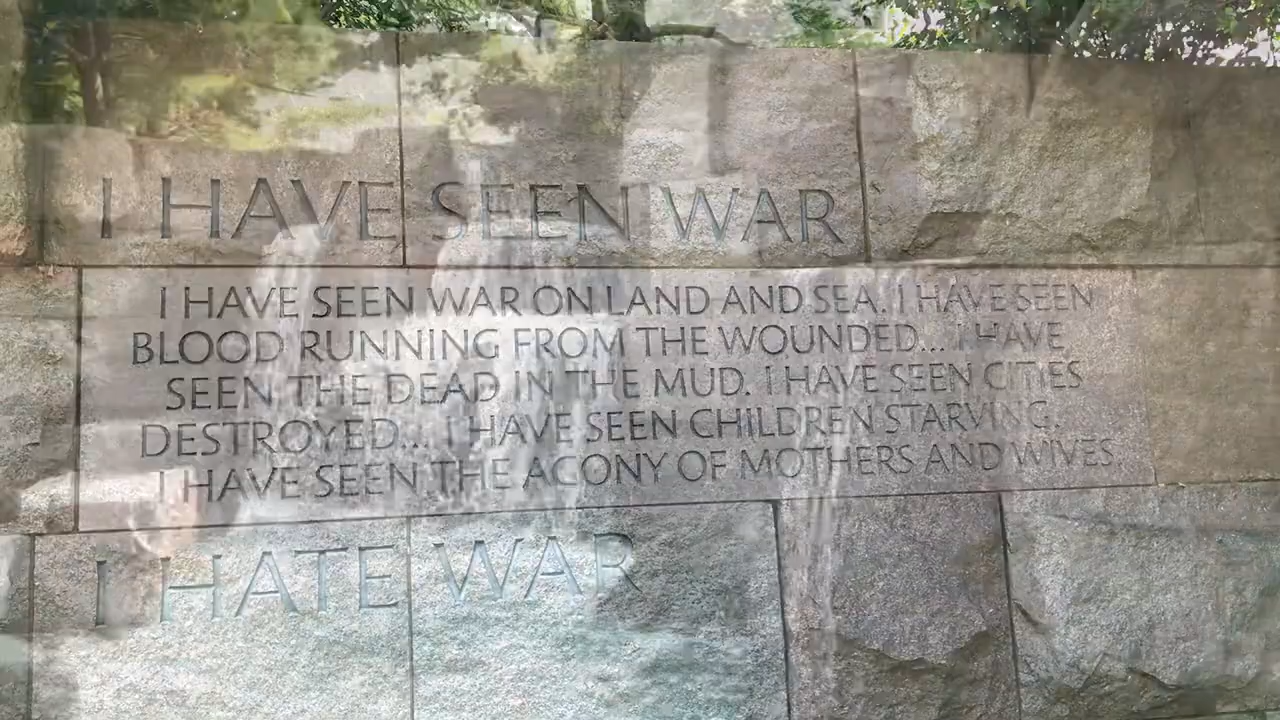 I HAVE SEEN WAR
I HAVE SEEN WAR ON LAND AND SEA. I HAVE SEEN
BLOOD RUNNING FROM THE WOUNDED... I HAVE
SEEN THE DEAD IN THE MUD. I HAVE SEEN CITIES
DESTROYED... I HAVE SEEN CHILDREN STARVING.
I HAVE SEEN THE AGONY OF MOTHERS AND WIVES
I HATE WAR